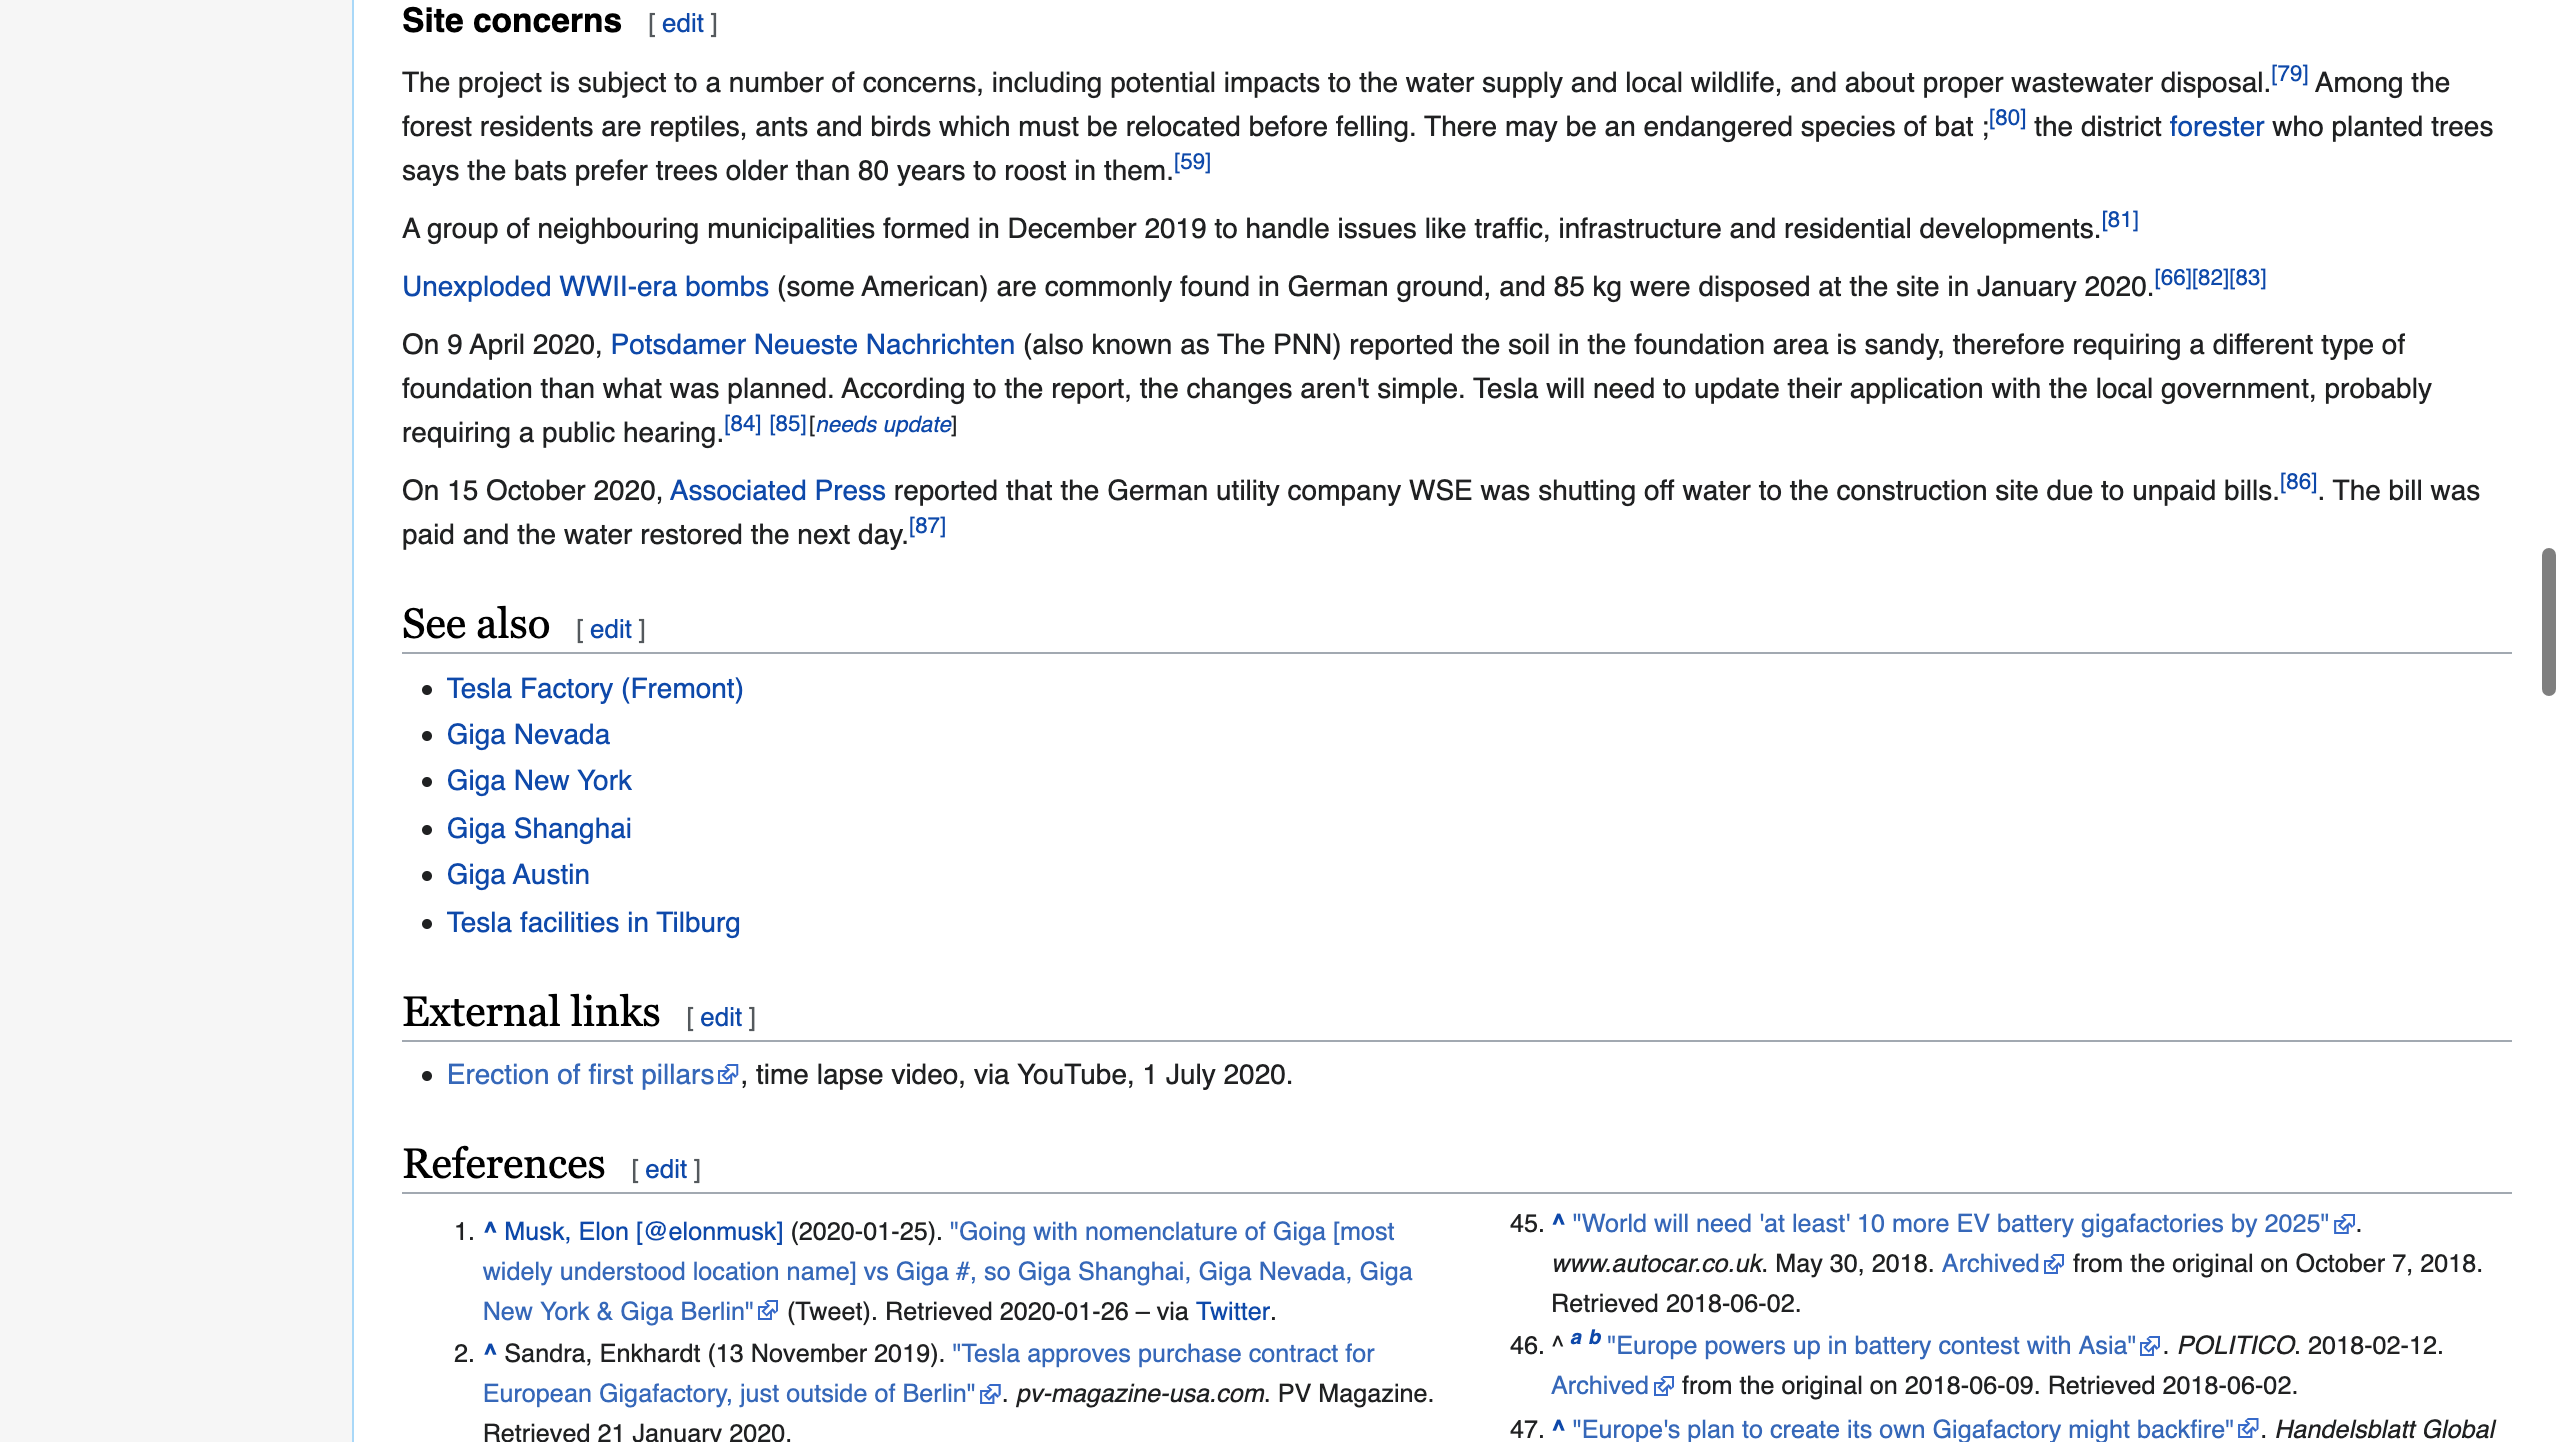 Site concerns [ edit ]
The project is subject to a number of concerns, including potential impacts to the water supply and local wildlife, and about proper wastewater disposal.[79] Among the
forest residents are reptiles, ants and birds which must be relocated before felling. There may be an endangered species of bat ;[80] the district forester who planted trees
says the bats prefer trees older than 80 years to roost in them.[59]
A group of neighbouring municipalities formed in December 2019 to handle issues like traffic, infrastructure and residential developments.[81]
Unexploded WWII-era bombs (some American) are commonly found in German ground, and 85 kg were disposed at the site in January 2020.[66][82][83]
On 9 April 2020, Potsdamer Neueste Nachrichten (also known as The PNN) reported the soil in the foundation area is sandy, therefore requiring a different type of
foundation than what was planned. According to the report, the changes aren't simple. Tesla will need to update their application with the local government, probably
requiring a public hearing.[84] [85][needs update]
On 15 October 2020, Associated Press reported that the German utility company WSE was shutting off water to the construction site due to unpaid bills.[86]. The bill was
paid and the water restored the next day.[87]
See also [ edit ]
• Tesla Factory (Fremont)
• Giga Nevada
• Giga New York
• Giga Shanghai
• Giga Austin
• Tesla facilities in Tilburg
External links [ edit ]
• Erection of first pillars, time lapse video, via YouTube, 1 July 2020.
References [ edit ]
1. ^ Musk, Elon [@elonmusk] (2020-01-25). "Going with nomenclature of Giga [most
widely understood location name] vs Giga #, so Giga Shanghai, Giga Nevada, Giga
New York & Giga Berlin" (Tweet). Retrieved 2020-01-26 – via Twitter.
2. ^ Sandra, Enkhardt (13 November 2019). "Tesla approves purchase contract for
European Gigafactory, just outside of Berlin". pv-magazine-usa.com. PV Magazine.
Retrieved 21 January 2020.
45. ^ "World will need 'at least' 10 more EV battery gigafactories by 2025".
www.autocar.co.uk. May 30, 2018. Archived from the original on October 7, 2018.
Retrieved 2018-06-02.
46. ^ a b "Europe powers up in battery contest with Asia". POLITICO. 2018-02-12.
Archived from the original on 2018-06-09. Retrieved 2018-06-02.
47. ^ "Europe's plan to create its own Gigafactory might backfire". Handelsblatt Global